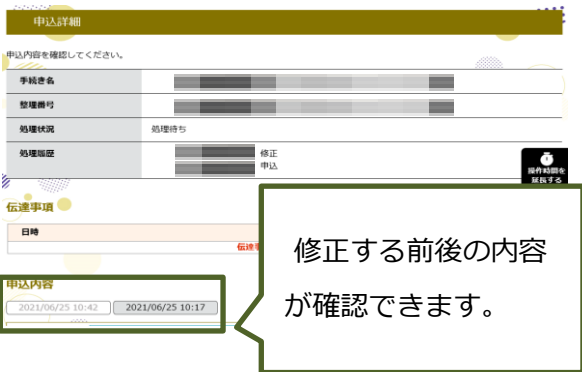 申込詳細
申込内容を確認してください。
手続き名
整理番号
処理状況 処理待ち
処理履歴 修正
申込
操作時間を
延長する
伝達事項
日時
伝達事
修正する前後の内容
が確認できます。
申込内容
2021/06/25 10:42 2021/06/25 10:17